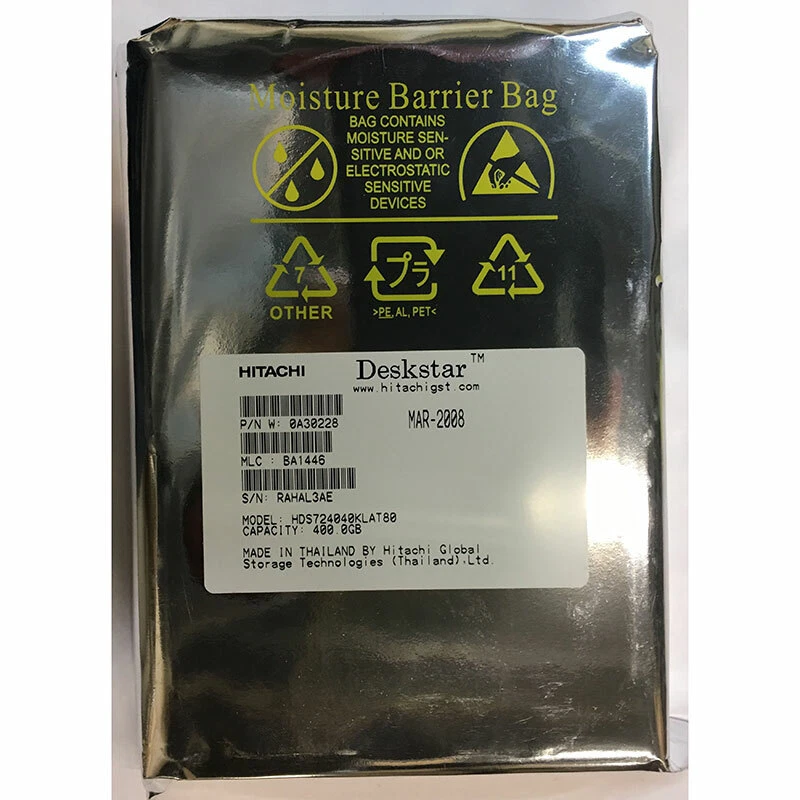 Moisture Barrier Bag
BAG CONTAINS
MOISTURE SEN-
SITIVE AND OR
ELECTROSTATIC
SENSITIVE
DEVICES
7
プラ
11
OTHER
>PE, AL, PET<
HITACHI
Deskstar™
www.hitachigst.com
P/N W: 0A30228
MAR-2008
MLC : BA1446
S/N: RAHAL3AE
MODEL: HDS724040KLAT80
CAPACITY: 400.0GB
MADE IN THAILAND BY Hitachi Global
Storage Technologies (Thailand),Ltd.